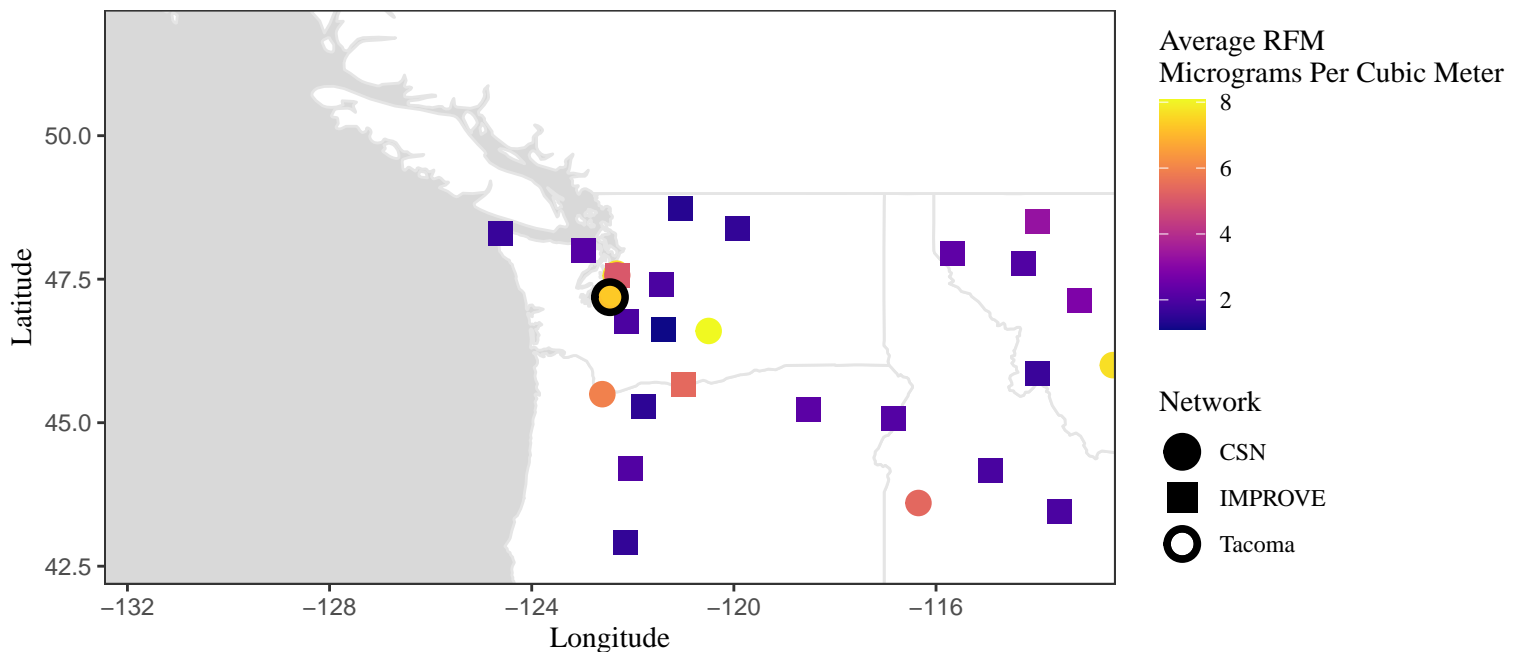 50.0
47.5
45.0
42.5
Latitude
−132
−128
−124
−120
−116
Longitude
Average RFM
Micrograms Per Cubic Meter
8
6
4
2
Network
CSN
IMPROVE
Tacoma